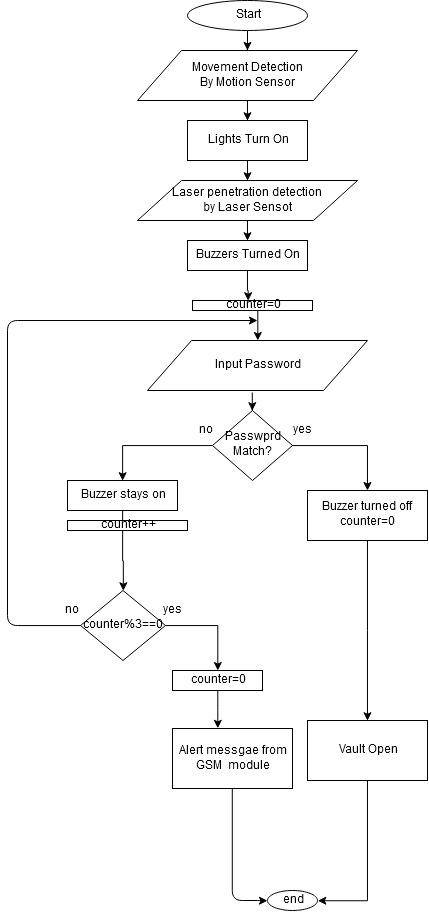 Start
Movement Detection
By Motion Sensor
Lights Turn On
Laser penetration detection
by Laser Sensot
Buzzers Turned On
counter=0
Input Password
no
yes
Passwprd
Match?
Buzzer stays on
counter++
Buzzer turned off
counter=0
no
yes
counter%3==0
counter=0
Alert messgae from
GSM module
Vault Open
end